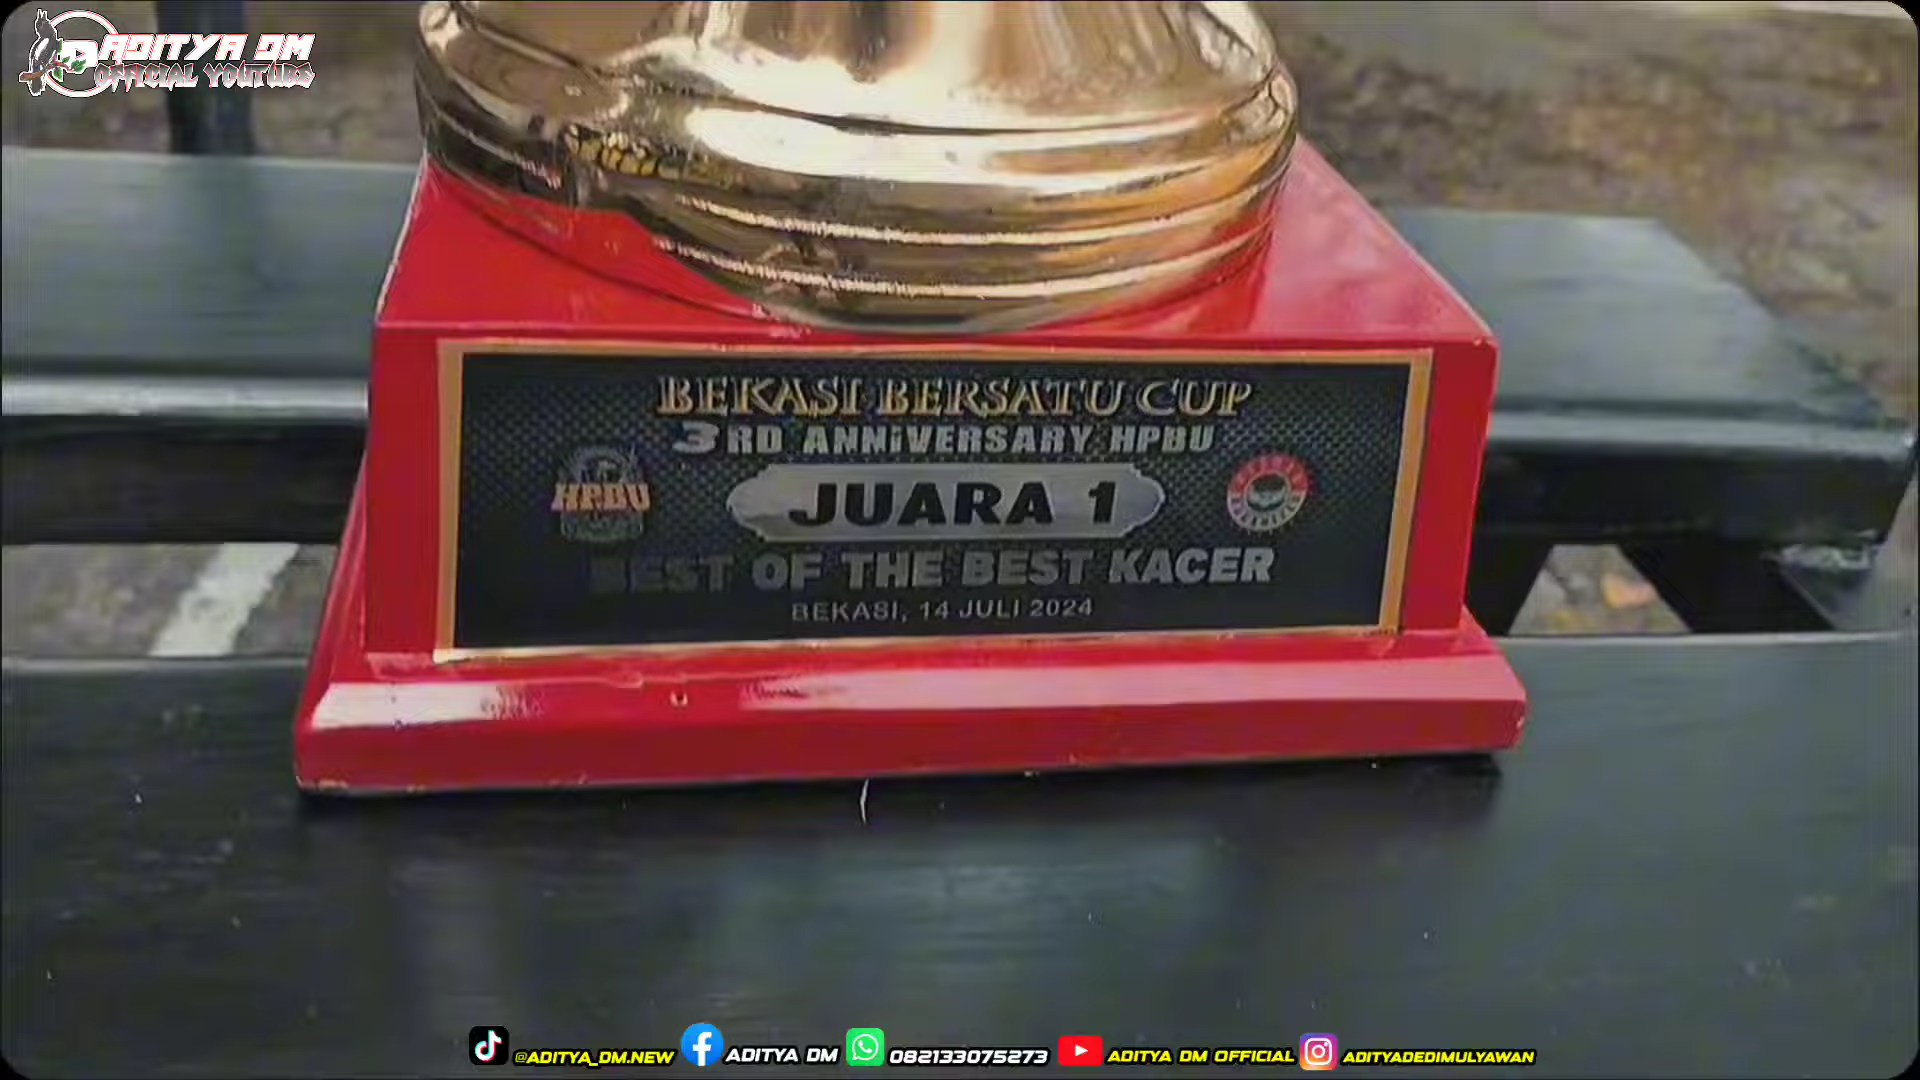 ADITYA DM
OFFICIAL YOUTUBE
BEKASI BERSATU CUP
3RD ANNiVERSARY HPBU
HPBU
JUARA 1
BEST OF THE BEST KACER
BEKASI, 14 JULI 2024
@ADITYA_DM.NEW ADITYA DM 082133075273 ADITYA DM OFFICIAL ADITYADEDIMULYAWAN